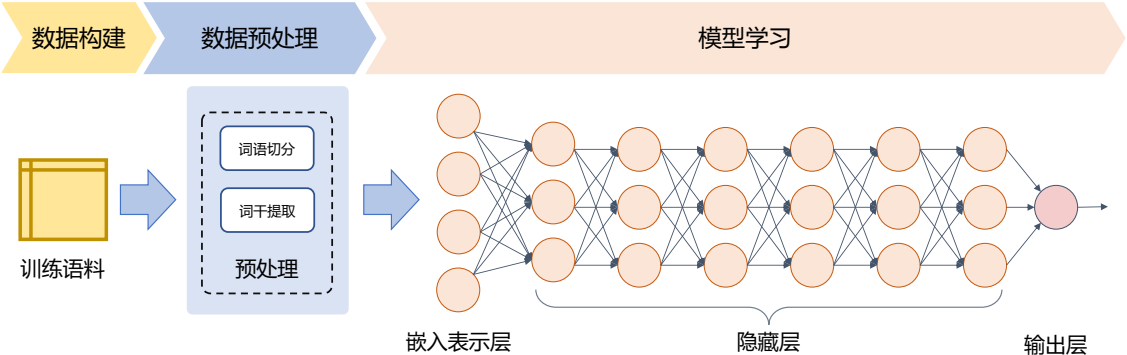 数据构建
数据预处理
模型学习
词语切分
词干提取
预处理
训练语料
嵌入表示层
隐藏层
输出层